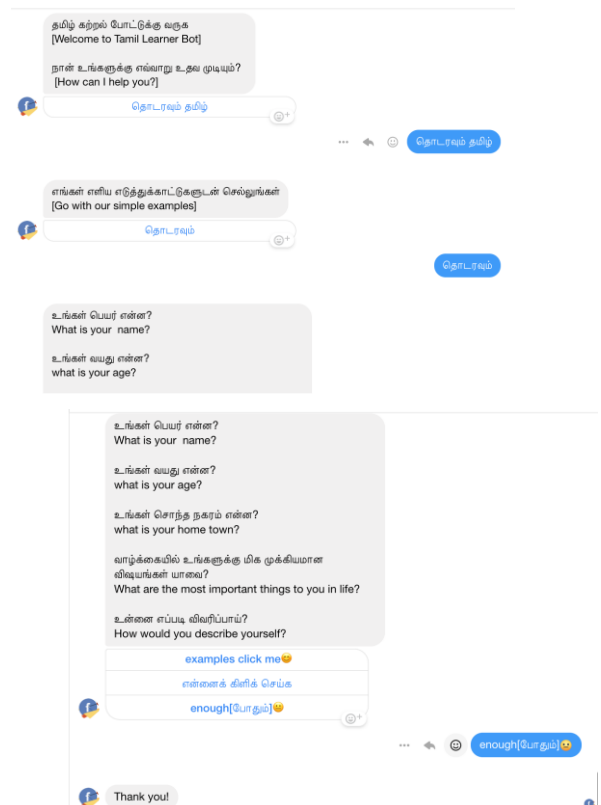 தமிழ் கற்றல் போட்டுக்கு வருக
[Welcome to Tamil Learner Bot]
நான் உங்களுக்கு எவ்வாறு உதவ முடியும்?
[How can I help you?]
தொடரவும் தமிழ்
தொடரவும் தமிழ்
எங்கள் எளிய எடுத்துக்காட்டுகளுடன் செல்லுங்கள்
[Go with our simple examples]
தொடரவும்
தொடரவும்
உங்கள் பெயர் என்ன?
What is your name?
உங்கள் வயது என்ன?
what is your age?
உங்கள் பெயர் என்ன?
What is your name?
உங்கள் வயது என்ன?
what is your age?
உங்கள் சொந்த நகரம் என்ன?
what is your home town?
வாழ்க்கையில் உங்களுக்கு மிக முக்கியமான
விஷயங்கள் யாவை?
What are the most important things to you in life?
உன்னை எப்படி விவரிப்பாய்?
How would you describe yourself?
examples click me😊
என்னைக் கிளிக் செய்க
enough[போதும்]😕
enough[போதும்]😕
Thank you!